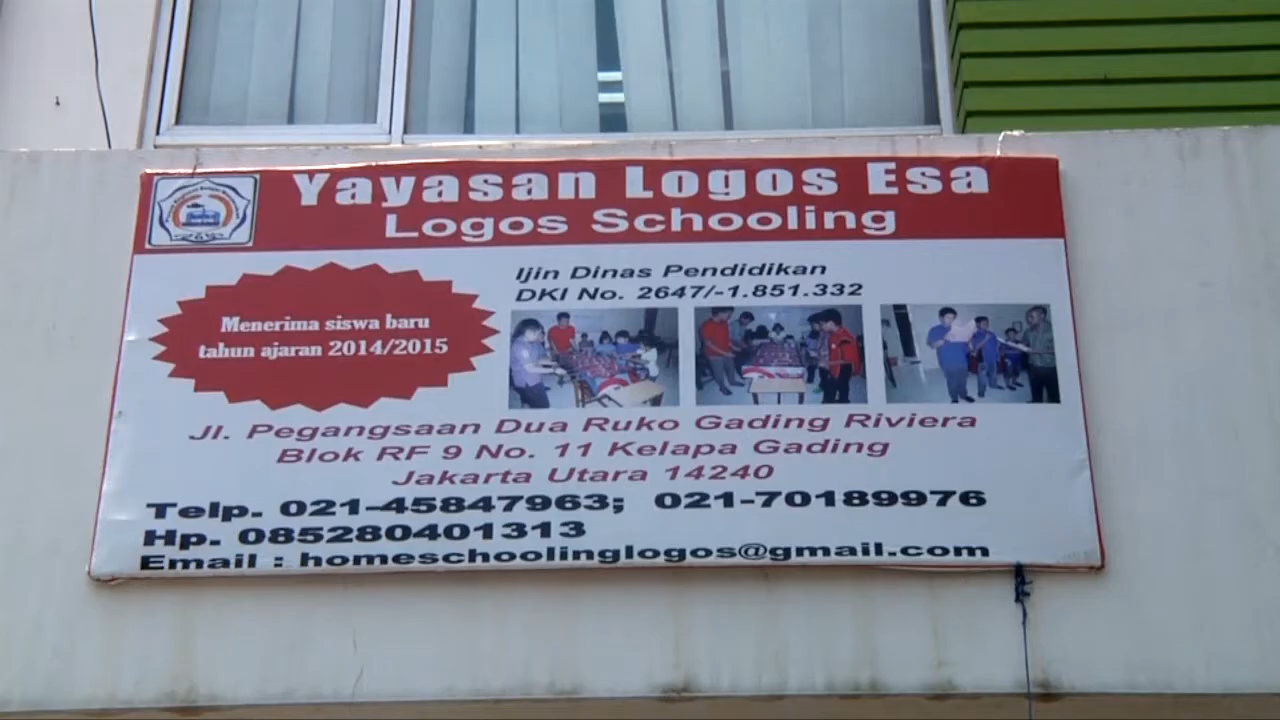 Yayasan Logos Esa
Logos Schooling
Ijin Dinas Pendidikan
DKI No. 2647/-1.851.332
Menerima siswa baru
tahun ajaran 2014/2015
Jl. Pegangsaan Dua Ruko Gading Riviera
Blok RF 9 No. 11 Kelapa Gading
Jakarta Utara 14240
Telp. 021-45847963; 021-70189976
Hp. 085280401313
Email : homeschoolinglogos@gmail.com